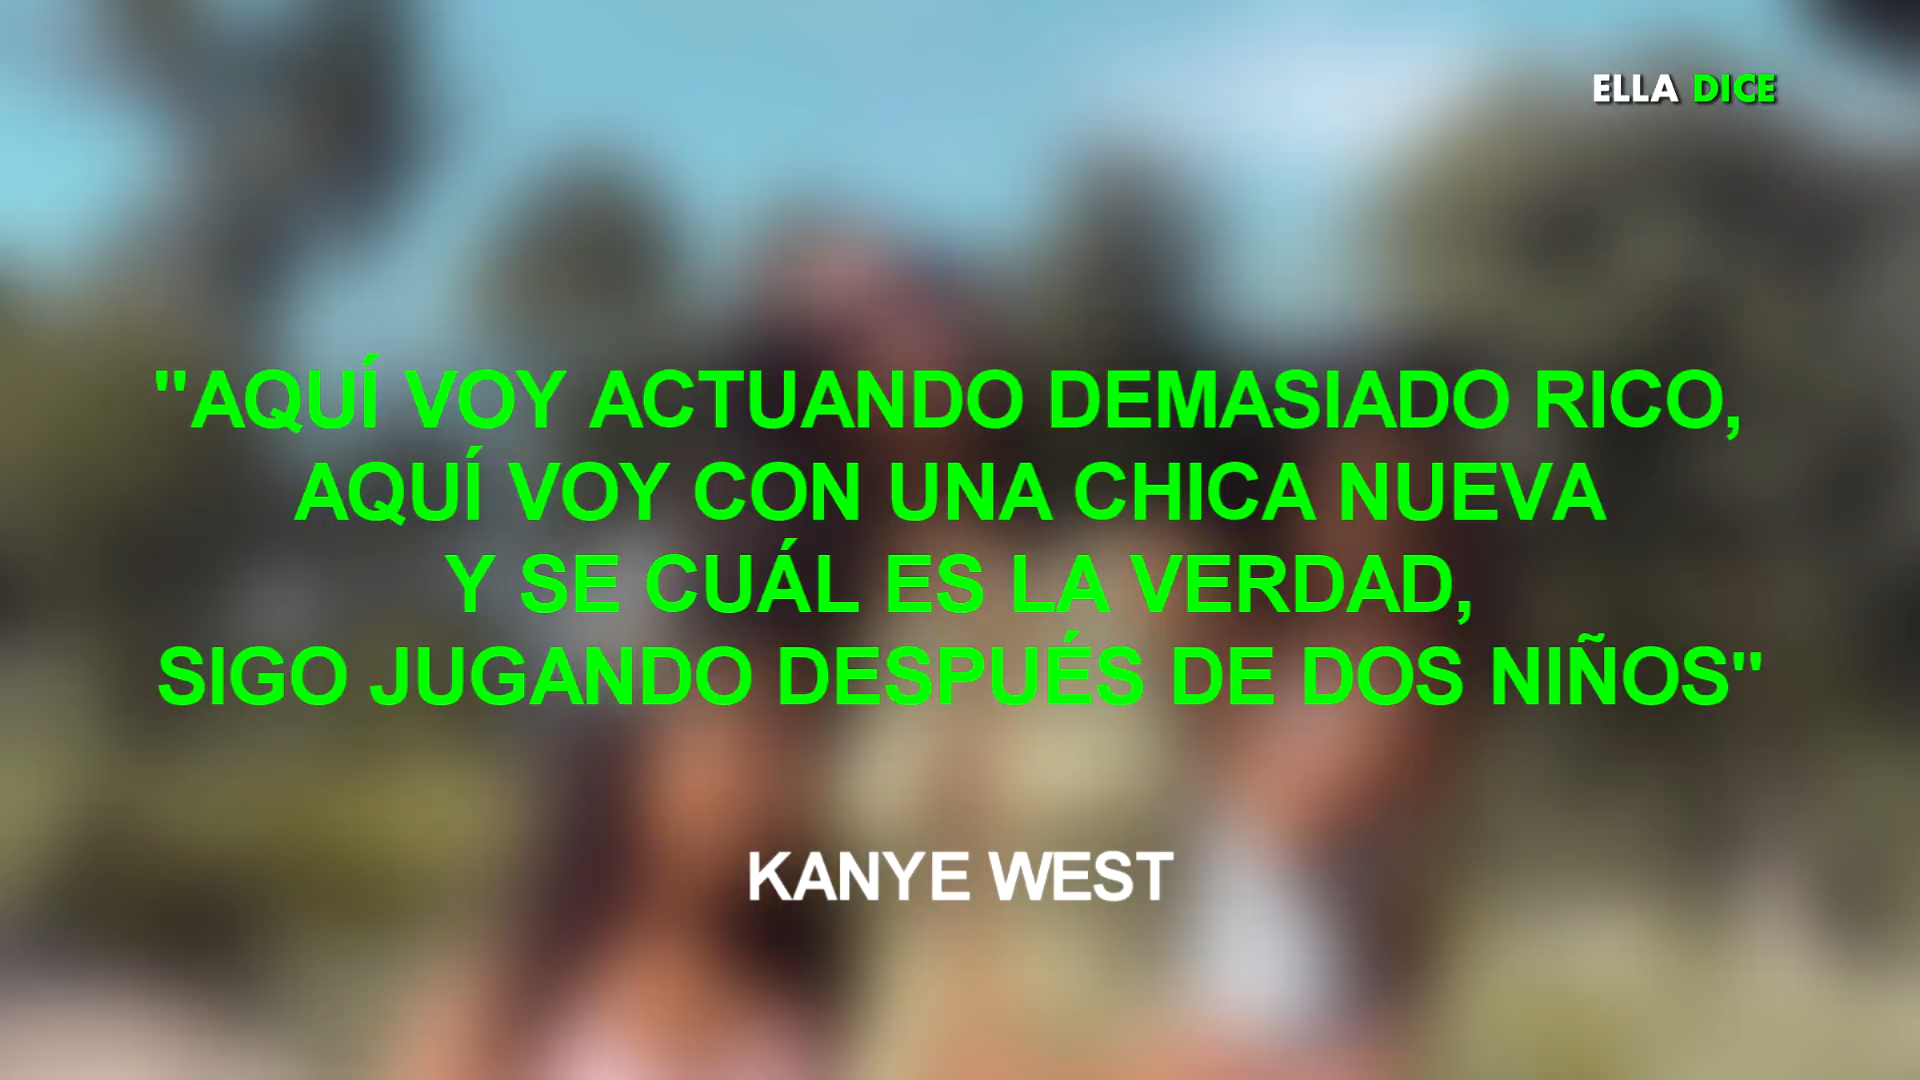 ELLA DICE
"AQUÍ VOY ACTUANDO DEMASIADO RICO,
AQUÍ VOY CON UNA CHICA NUEVA
Y SE CUÁL ES LA VERDAD,
SIGO JUGANDO DESPUÉS DE DOS NIÑOS"
KANYE WEST